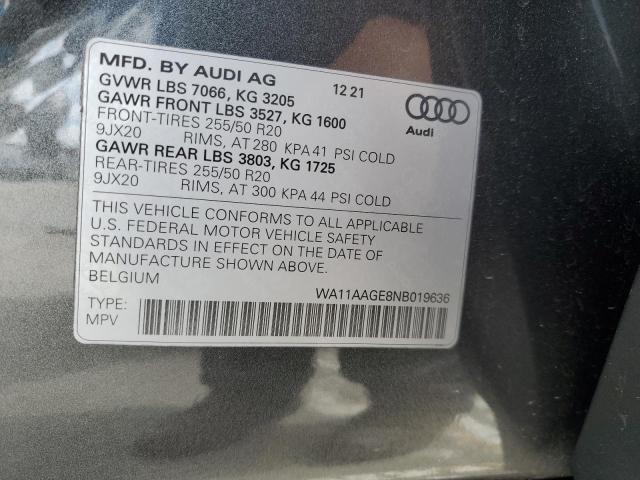 MFD. BY AUDI AG 12 21
GVWR LBS 7066, KG 3205
GAWR FRONT LBS 3527, KG 1600
FRONT-TIRES 255/50 R20
9JX20 RIMS, AT 280 KPA 41 PSI COLD
GAWR REAR LBS 3803, KG 1725
REAR-TIRES 255/50 R20
9JX20 RIMS, AT 300 KPA 44 PSI COLD
Audi
THIS VEHICLE CONFORMS TO ALL APPLICABLE
U.S. FEDERAL MOTOR VEHICLE SAFETY
STANDARDS IN EFFECT ON THE DATE OF
MANUFACTURE SHOWN ABOVE.
BELGIUM
WA11AAGE8NB019636
TYPE:
MPV